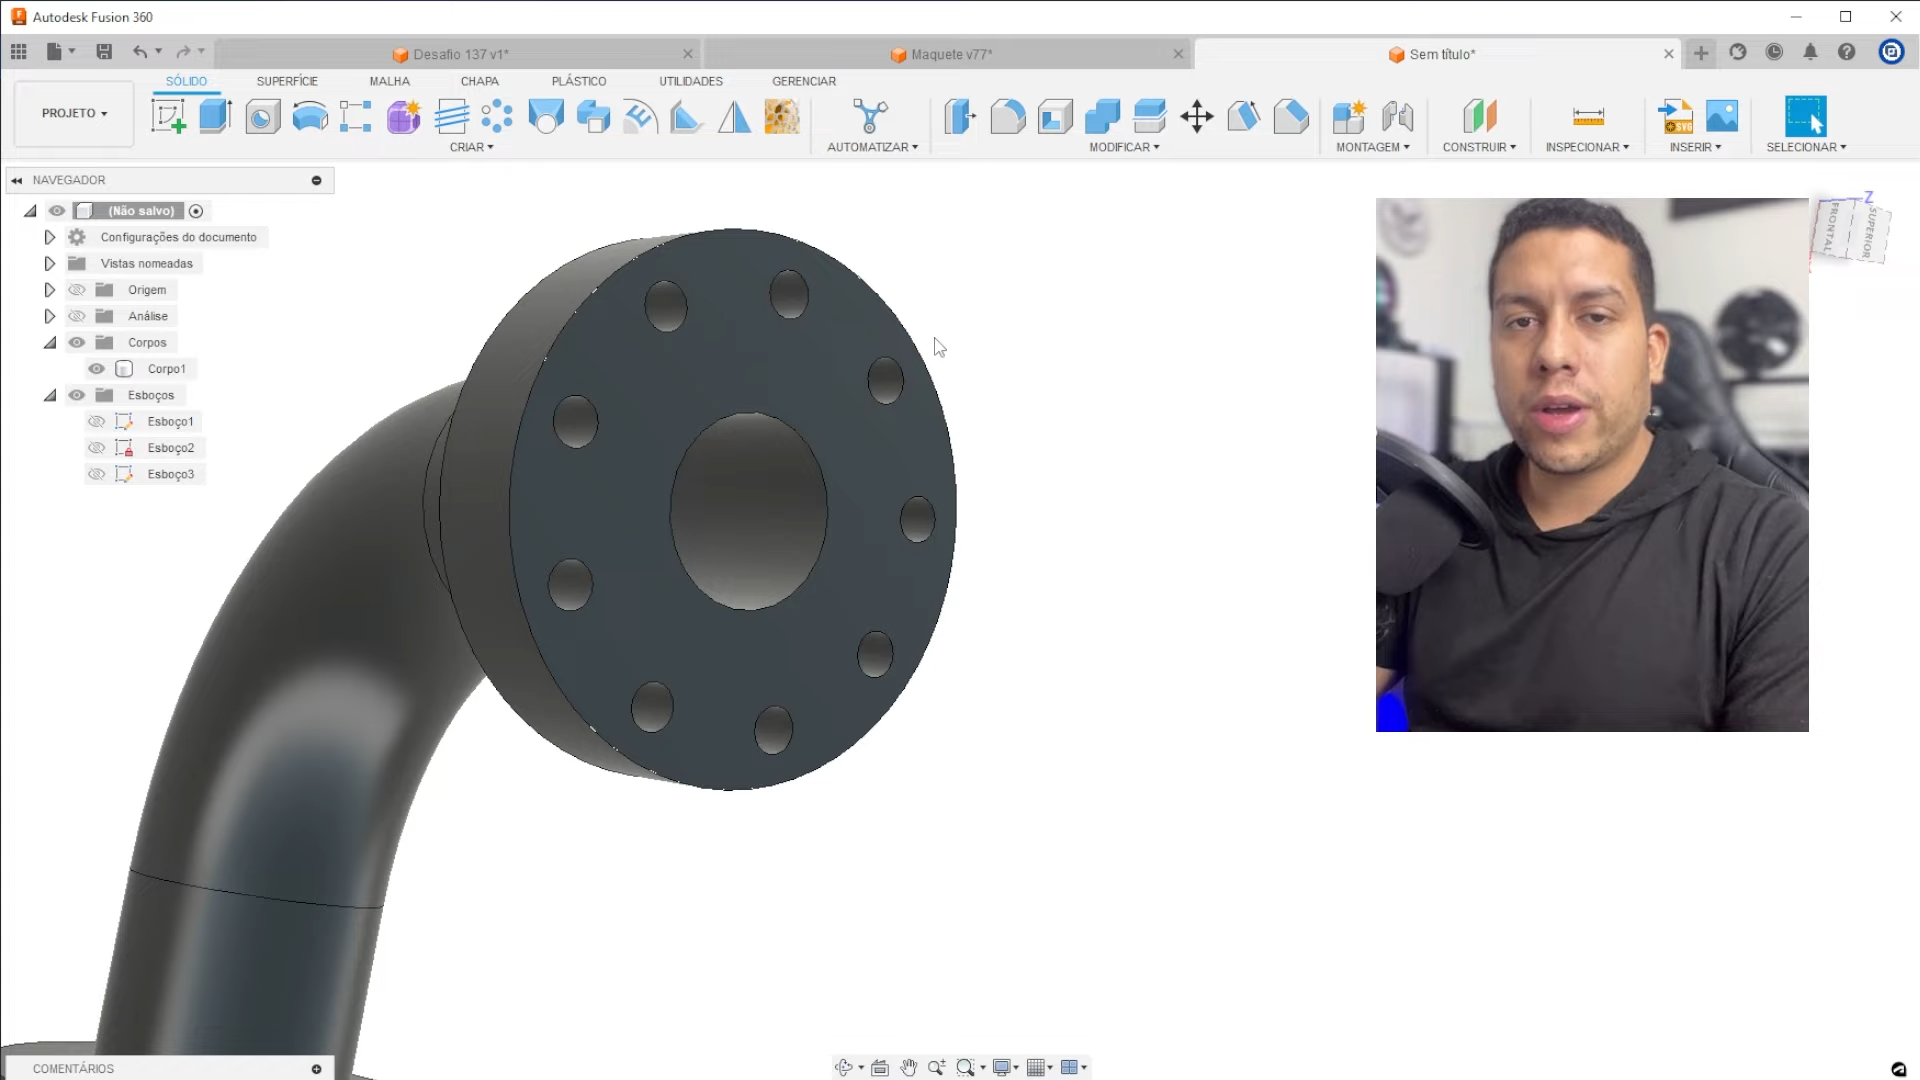 Autodesk Fusion 360
Desafio 137 v1*
Maquete v77*
Sem título*
SÓLIDO
SUPERFÍCIE
MALHA
CHAPA
PLÁSTICO
UTILIDADES
GERENCIAR
PROJETO
SVG
CRIAR
AUTOMATIZAR
MODIFICAR
MONTAGEM
CONSTRUIR
INSPECIONAR
INSERIR
SELECIONAR
NAVEGADOR
(Não salvo)
Configurações do documento
Vistas nomeadas
Origem
Análise
Corpos
Corpo1
Esboços
Esboço1
Esboço2
Esboço3
Z
FRONTAL
SUPERIOR
COMENTÁRIOS